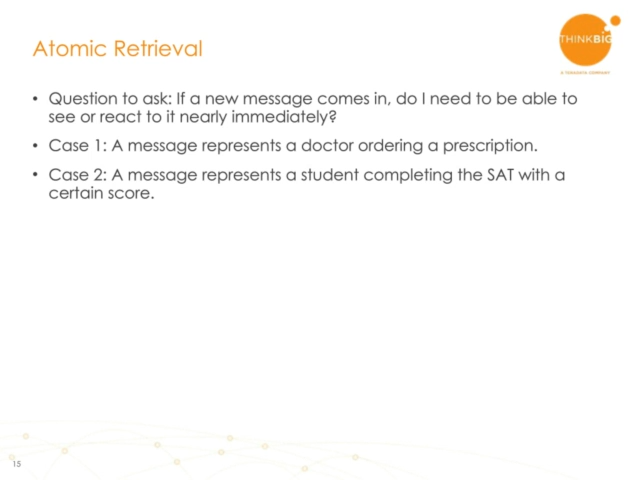 Atomic Retrieval
THINKBIG
A TERADATA COMPANY
• Question to ask: If a new message comes in, do I need to be able to
see or react to it nearly immediately?
• Case 1: A message represents a doctor ordering a prescription.
• Case 2: A message represents a student completing the SAT with a
certain score.
15